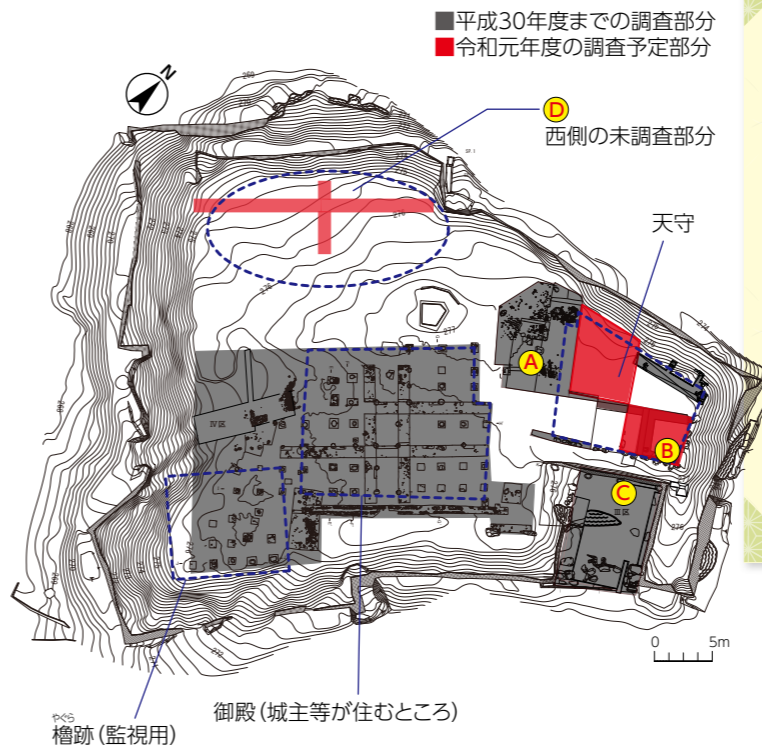 ■平成30年度までの調査部分
■令和元年度の調査予定部分
N
D
西側の未調査部分
天守
A
B
C
0 5m
御殿(城主等が住むところ)
やぐら
櫓跡(監視用)